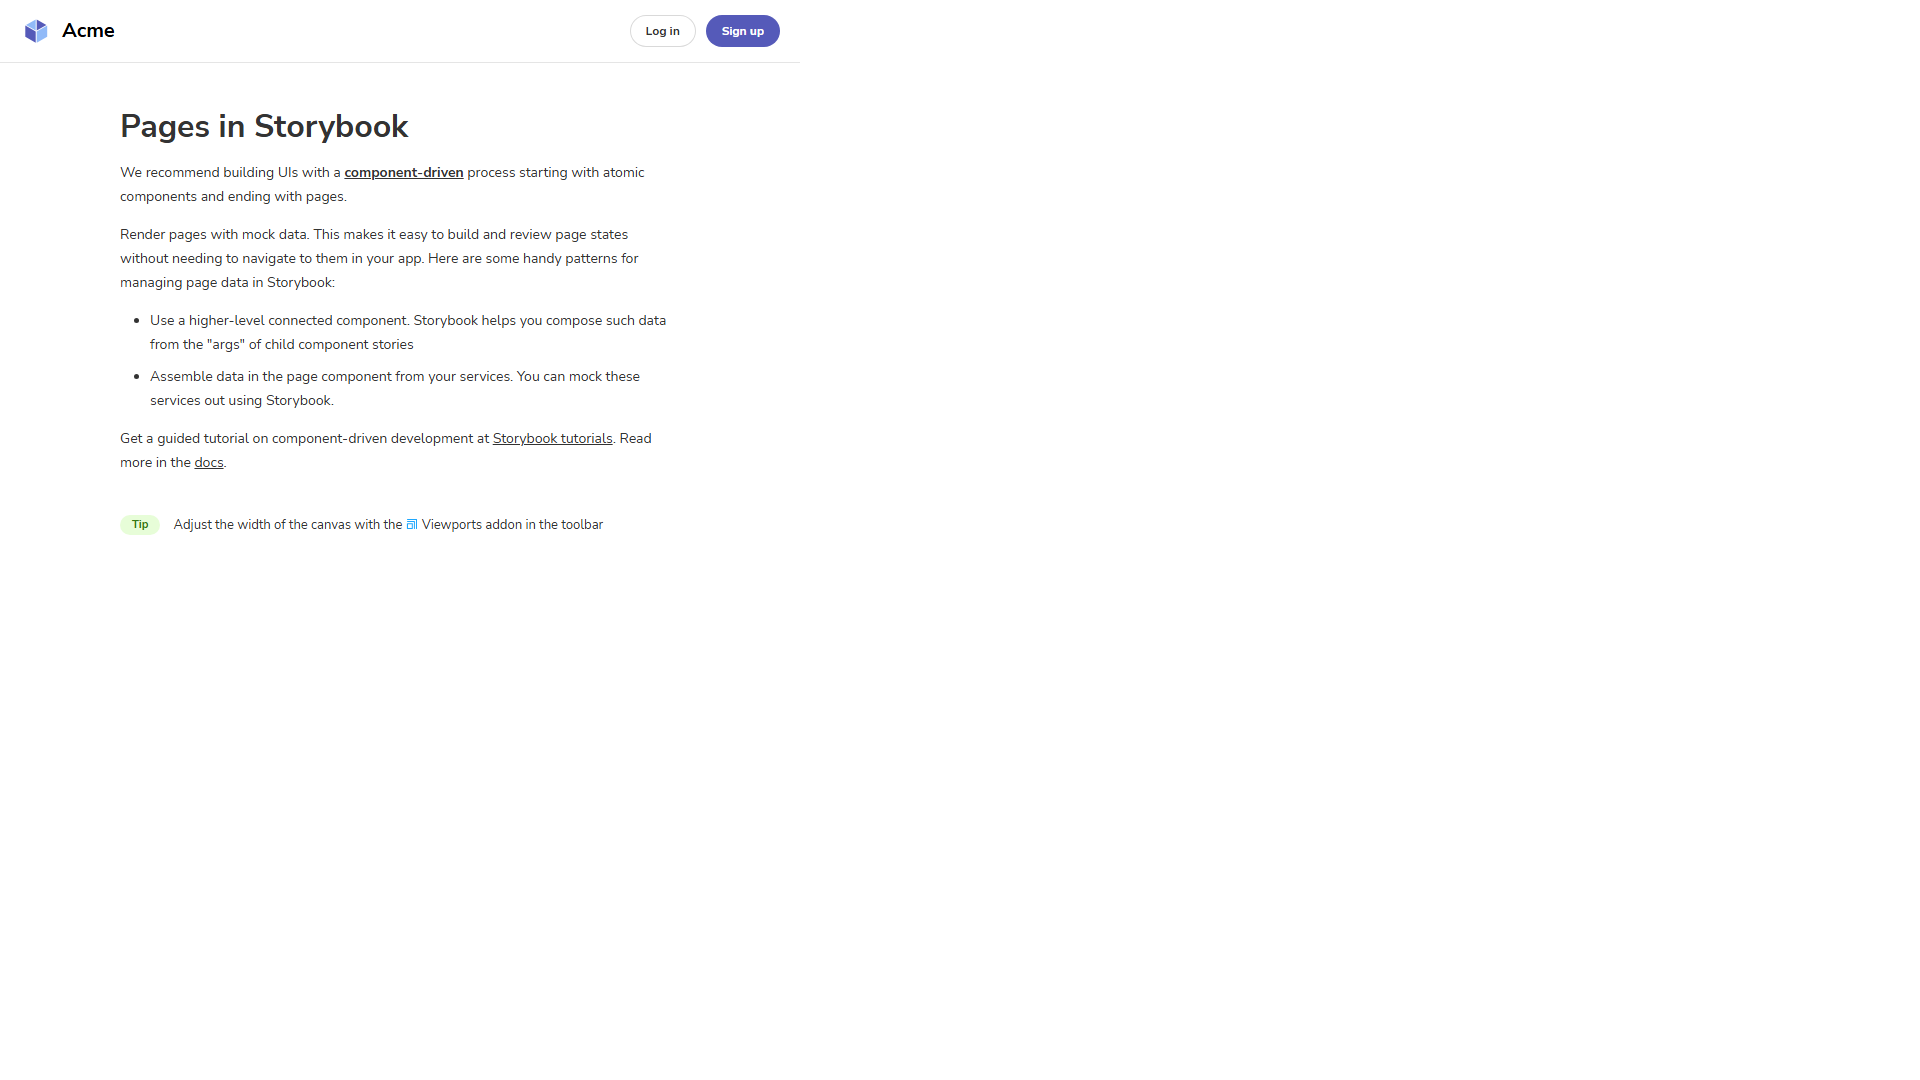 Acme
Log in
Sign up
Pages in Storybook
We recommend building UIs with a component-driven process starting with atomic
components and ending with pages.
Render pages with mock data. This makes it easy to build and review page states
without needing to navigate to them in your app. Here are some handy patterns for
managing page data in Storybook:
Use a higher-level connected component. Storybook helps you compose such data
from the "args" of child component stories
Assemble data in the page component from your services. You can mock these
services out using Storybook.
Get a guided tutorial on component-driven development at Storybook tutorials. Read
more in the docs.
Tip Adjust the width of the canvas with the Viewports addon in the toolbar